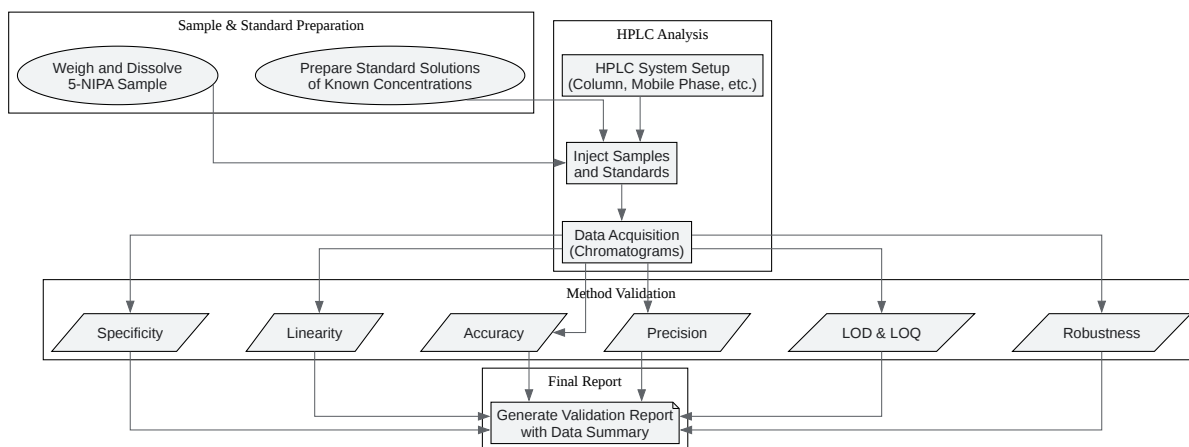 Sample & Standard Preparation
Weigh and Dissolve
5-NIPA Sample
Prepare Standard Solutions
of Known Concentrations
HPLC Analysis
HPLC System Setup
(Column, Mobile Phase, etc.)
Inject Samples
and Standards
Data Acquisition
(Chromatograms)
Method Validation
Specificity
Linearity
Accuracy
Precision
LOD & LOQ
Robustness
Final Report
Generate Validation Report
with Data Summary